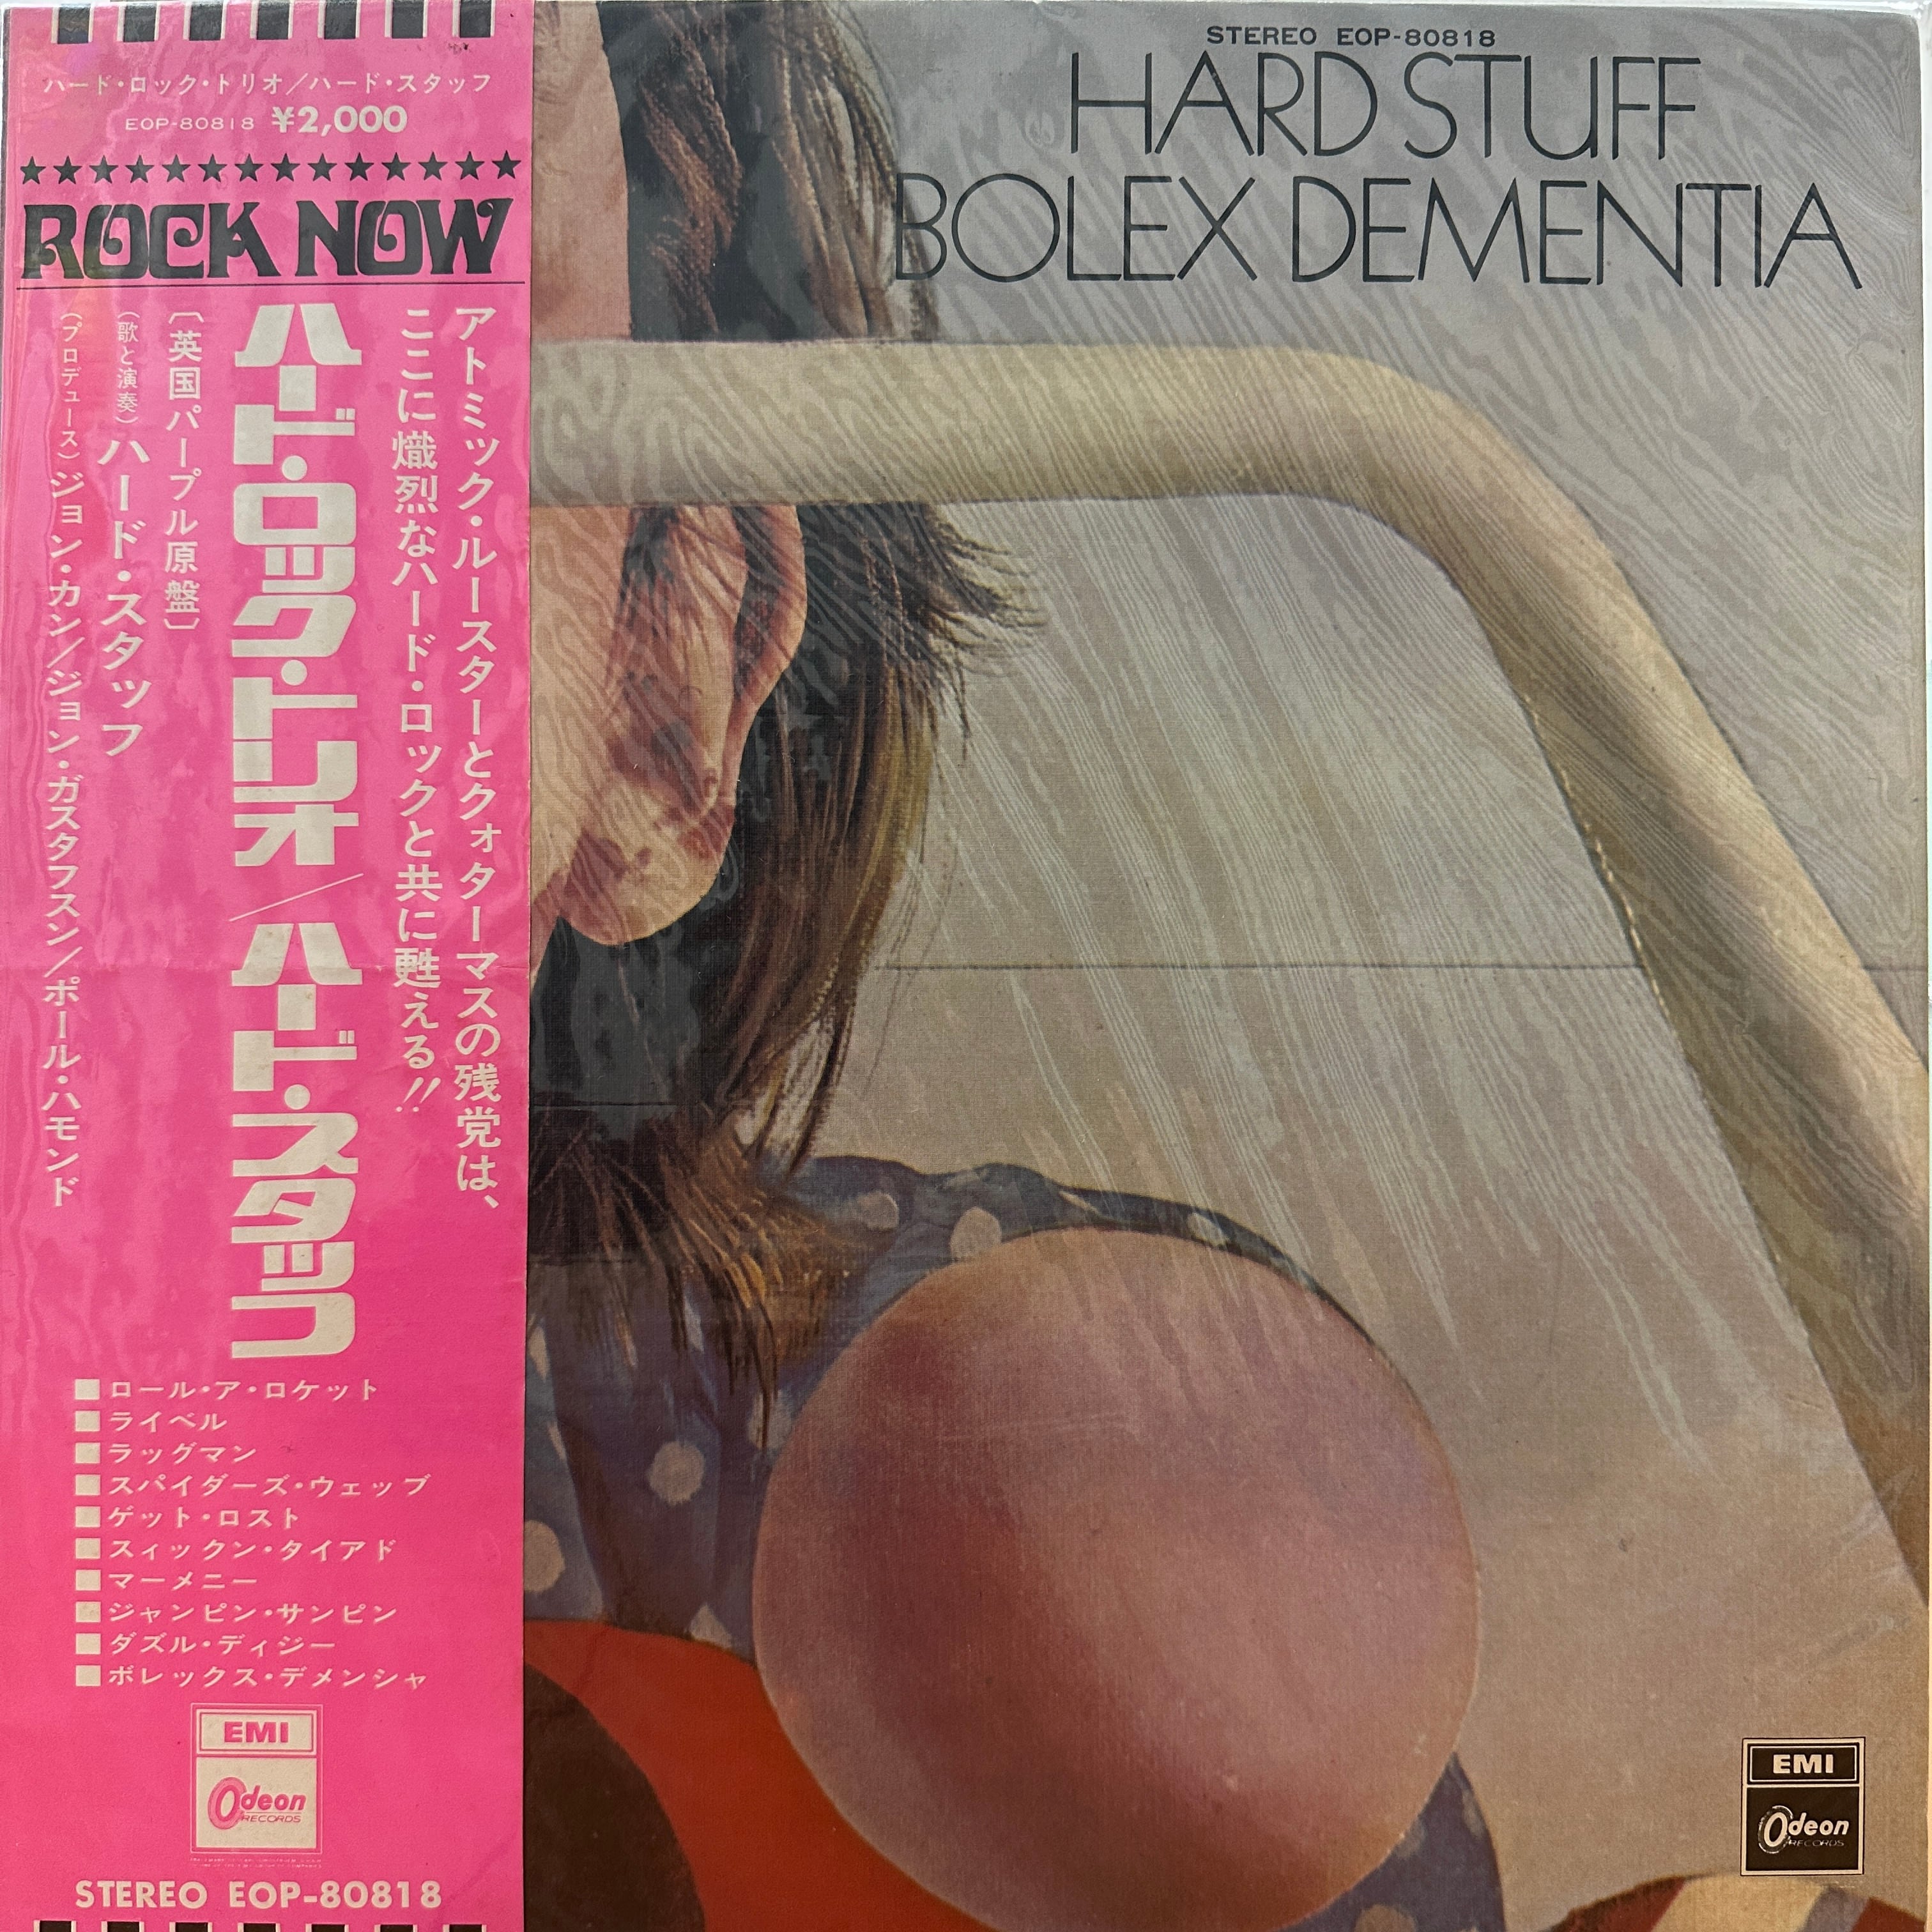 ハード・ロック・トリオ／ハード・スタッフ
EOP-80818 ¥2,000
ROCK NOW
アトミック・ルースターとクォターマスの残党は、
ここに熾烈なハード・ロックと共に甦える!!
ハード・ロック・トリオ／ハード・スタッフ
〔英国パープル原盤〕
（歌と演奏）ハード・スタッフ
（プロデュース）ジョン・カン／ジョン・ガスタフスン／ポール・ハモンド
■ロール・ア・ロケット
■ライベル
■ラッグマン
■スパイダーズ・ウェッブ
■ゲット・ロスト
■スィックン・タイアド
■マーメニー
■ジャンピン・サンピン
■ダズル・ディジー
■ボレックス・デメンシャ
EMI
Odeon
RECORDS
STEREO EOP-80818
STEREO EOP-80818
HARD STUFF
BOLEX DEMENTIA
EMI
Odeon
RECORDS